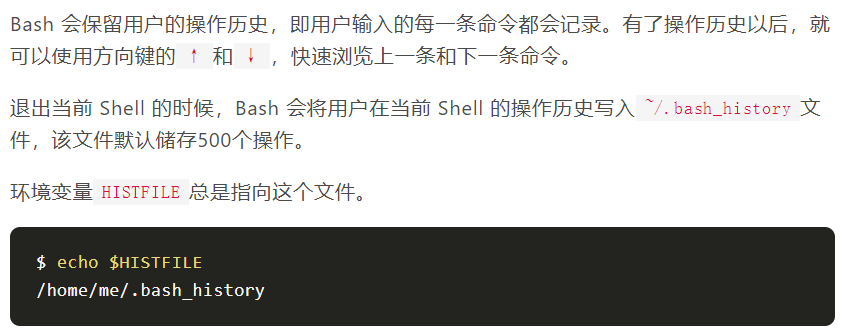 Bash 会保留用户的操作历史，即用户输入的每一条命令都会记录。有了操作历史以后，就
可以使用方向键的 ↑ 和 ↓ ，快速浏览上一条和下一条命令。
退出当前 Shell 的时候，Bash 会将用户在当前 Shell 的操作历史写入 ~/.bash_history 文
件，该文件默认储存500个操作。
环境变量 HISTFILE 总是指向这个文件。
$ echo $HISTFILE
/home/me/.bash_history